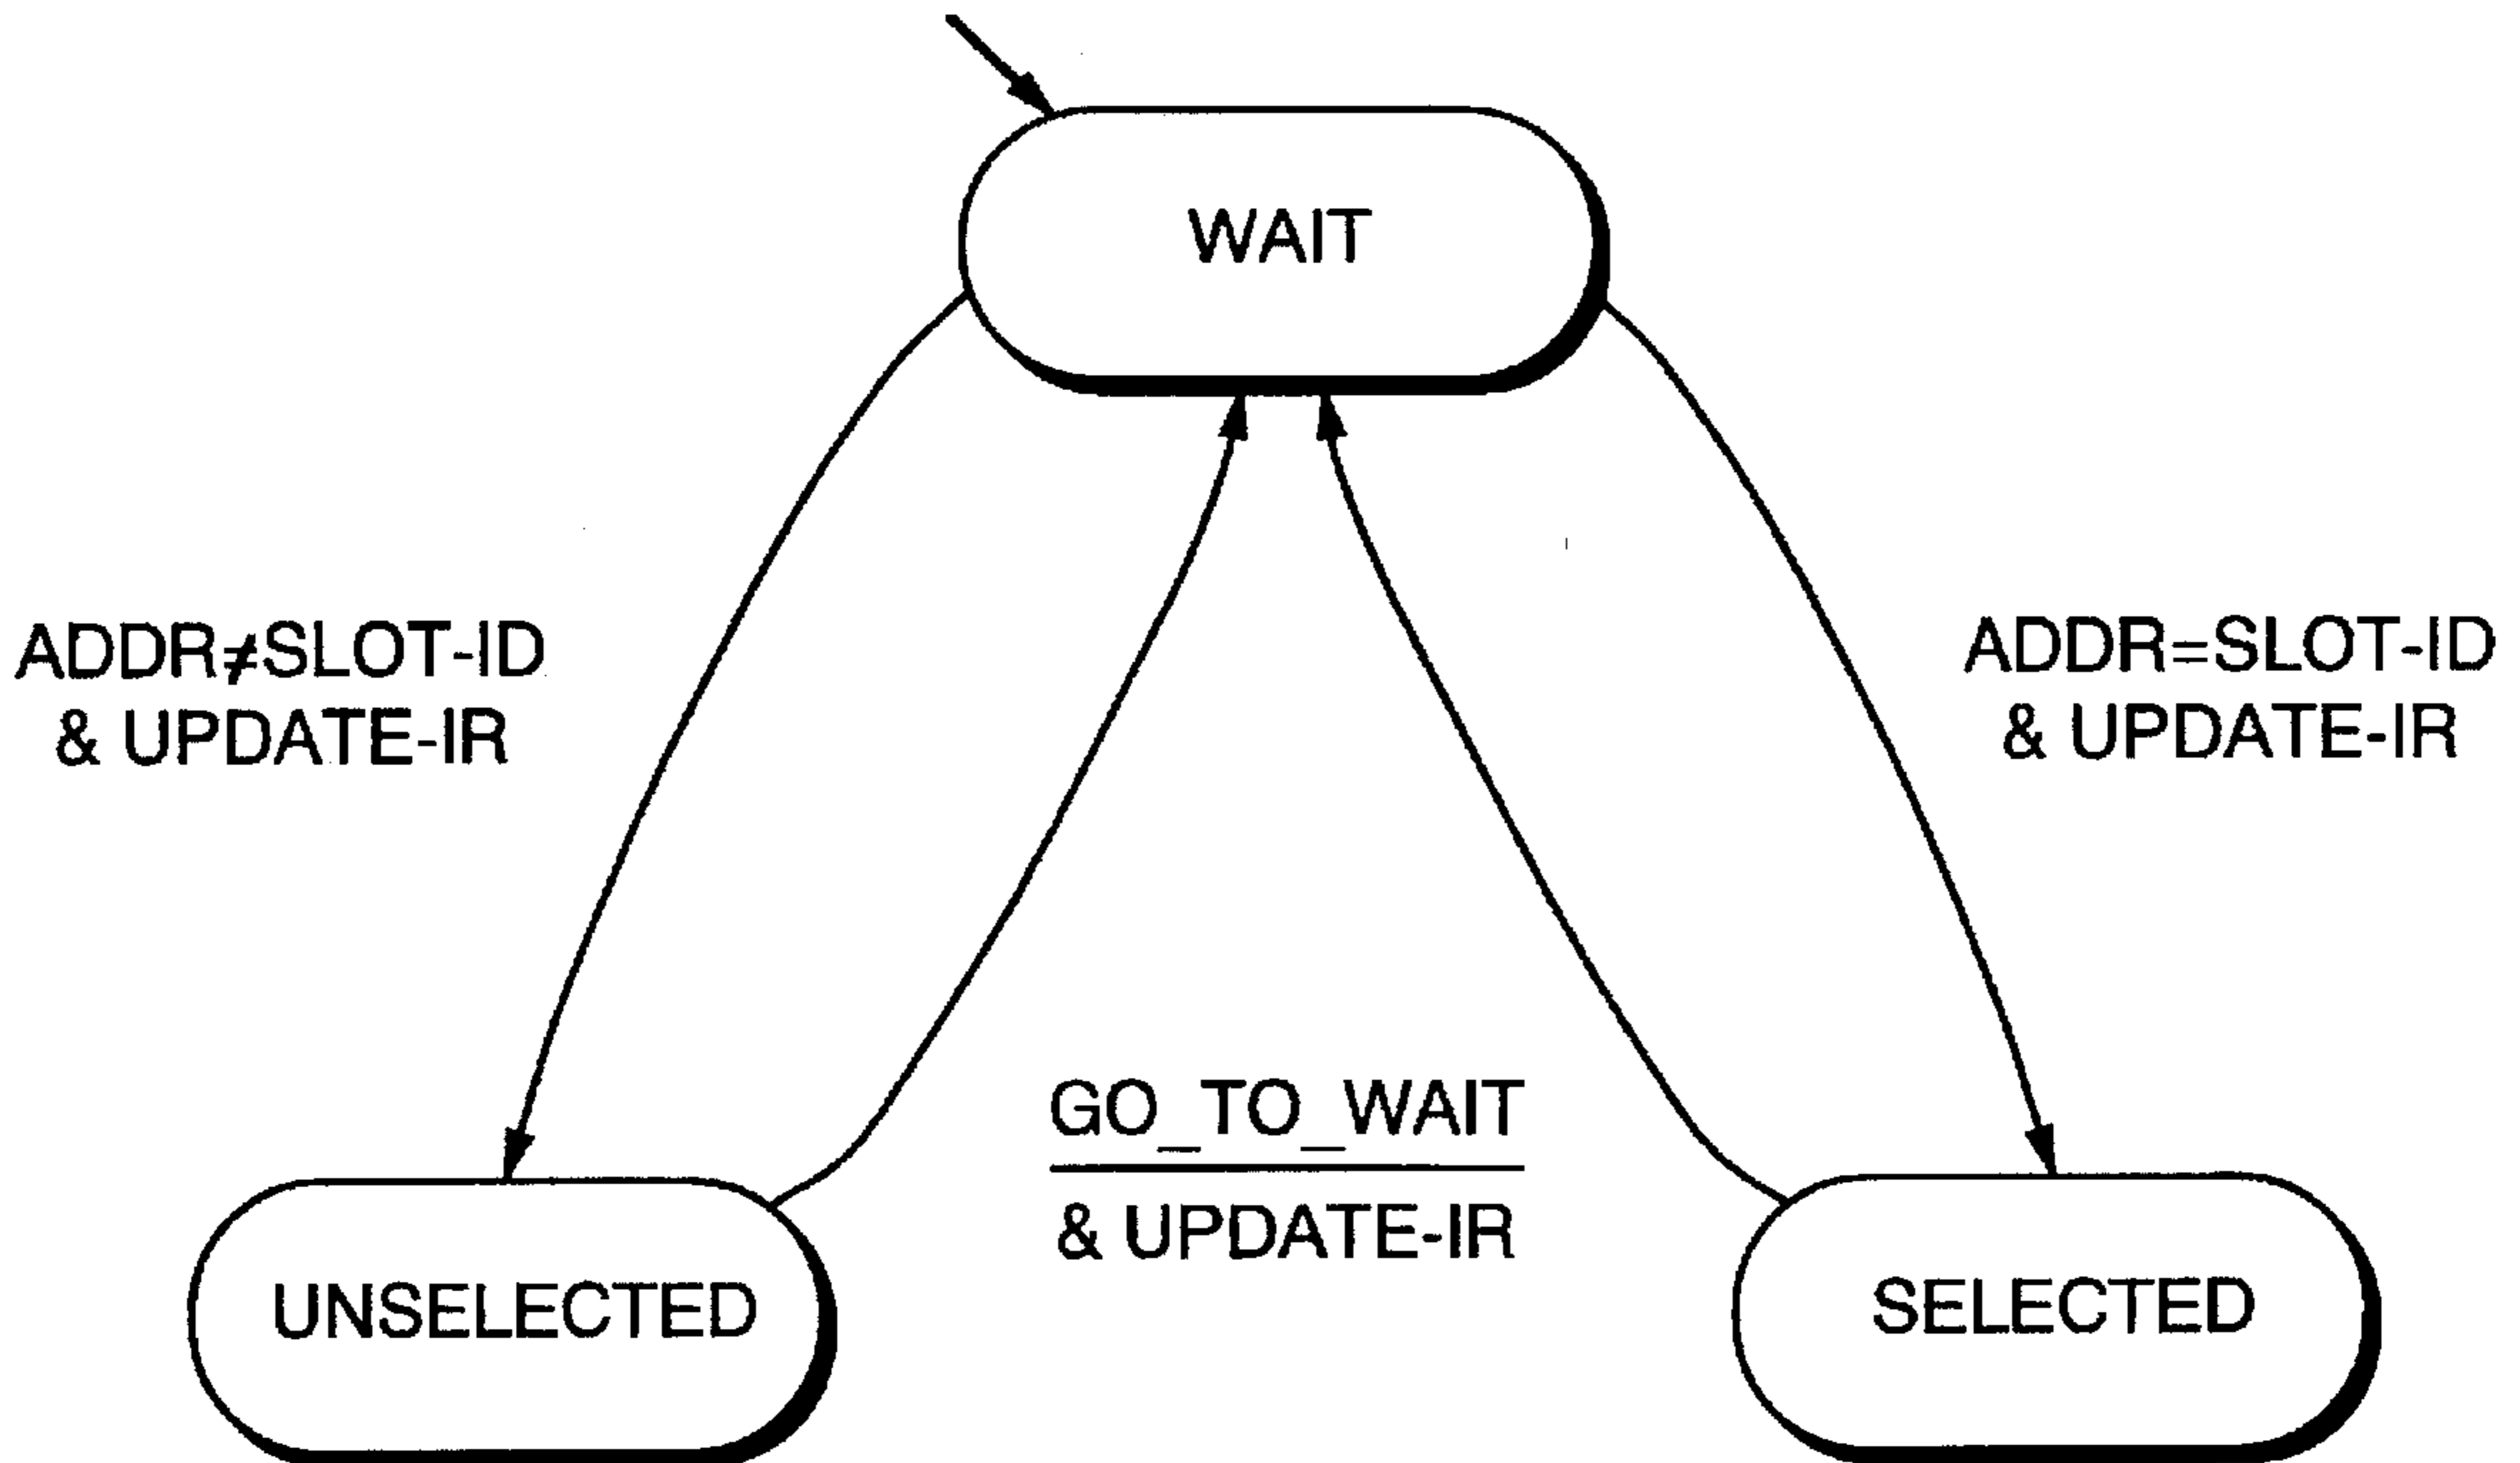 WAIT
ADDR≠SLOT-ID
& UPDATE-IR
ADDR=SLOT-ID
& UPDATE-IR
GO_TO_WAIT
& UPDATE-IR
UNSELECTED
SELECTED